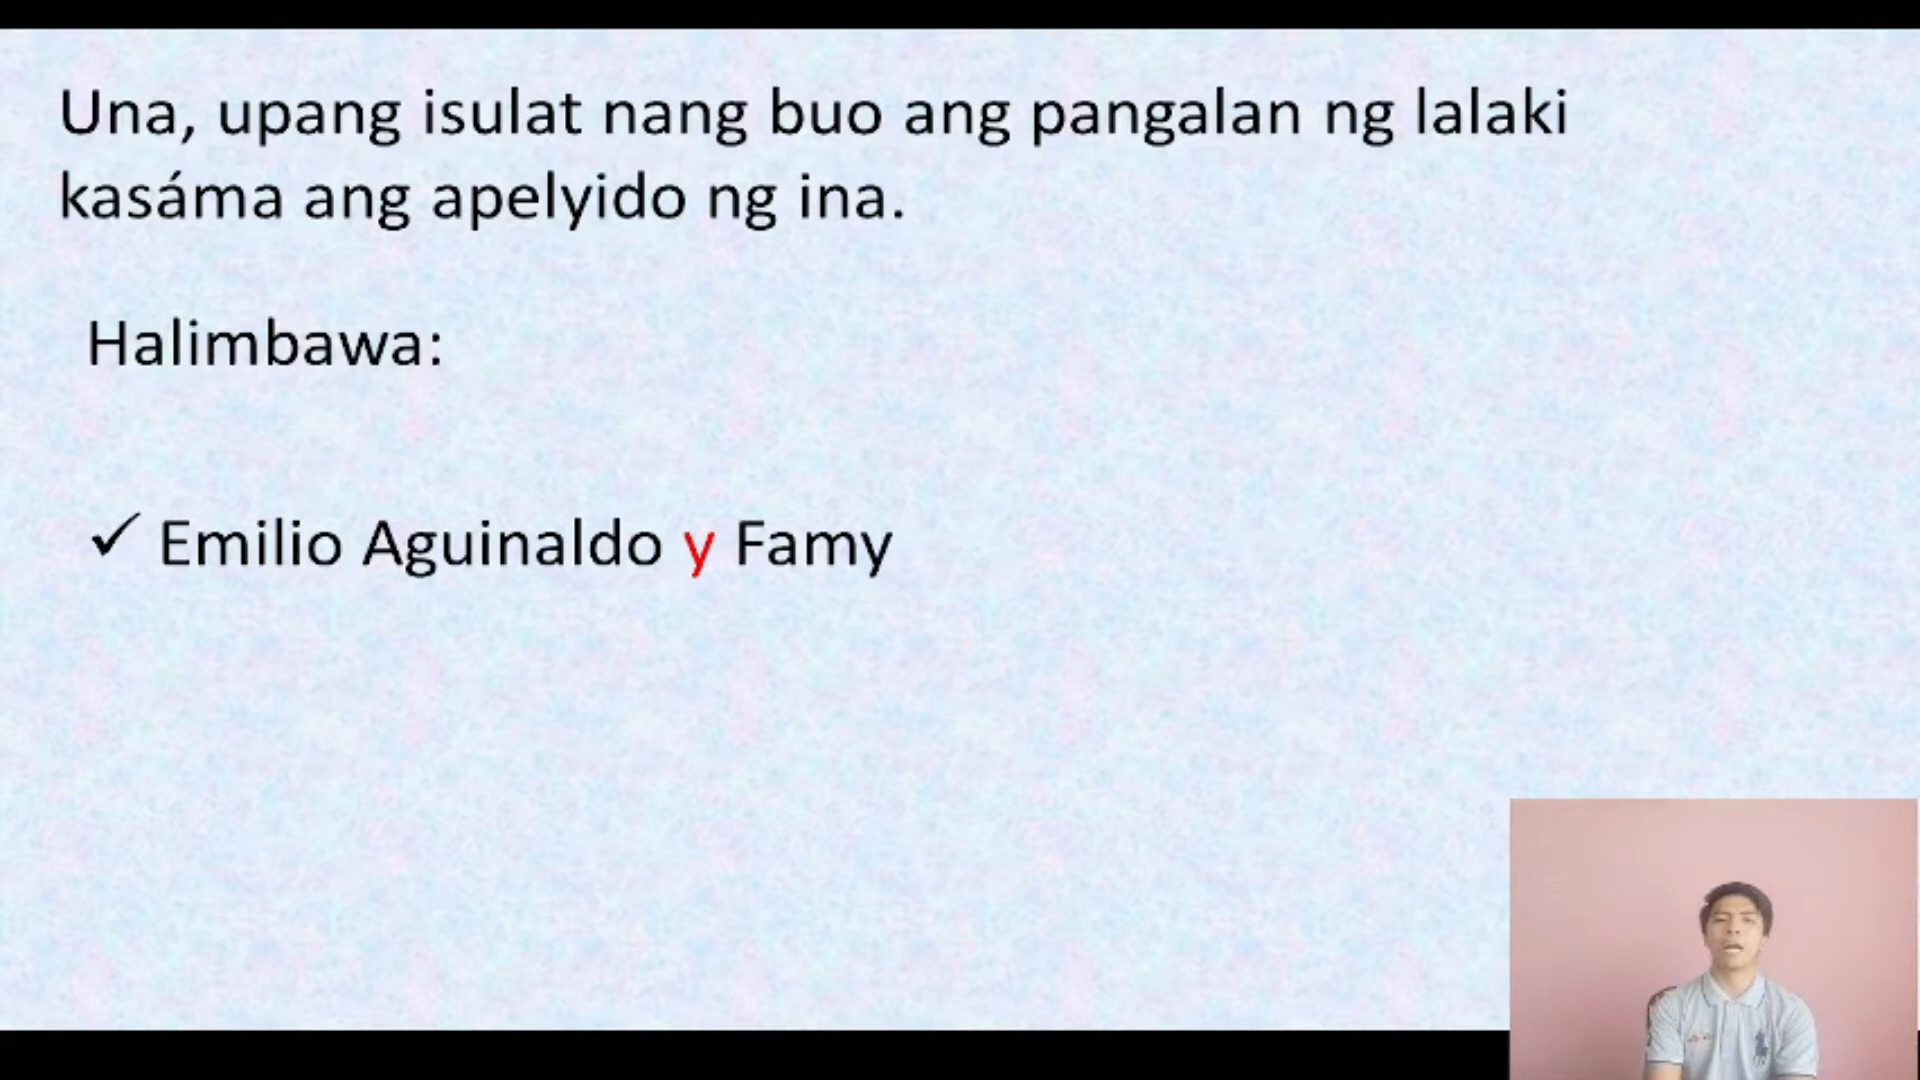 Una, upang isulat nang buo ang pangalan ng lalaki
kasáma ang apelyido ng ina.
Halimbawa:
✓ Emilio Aguinaldo y Famy